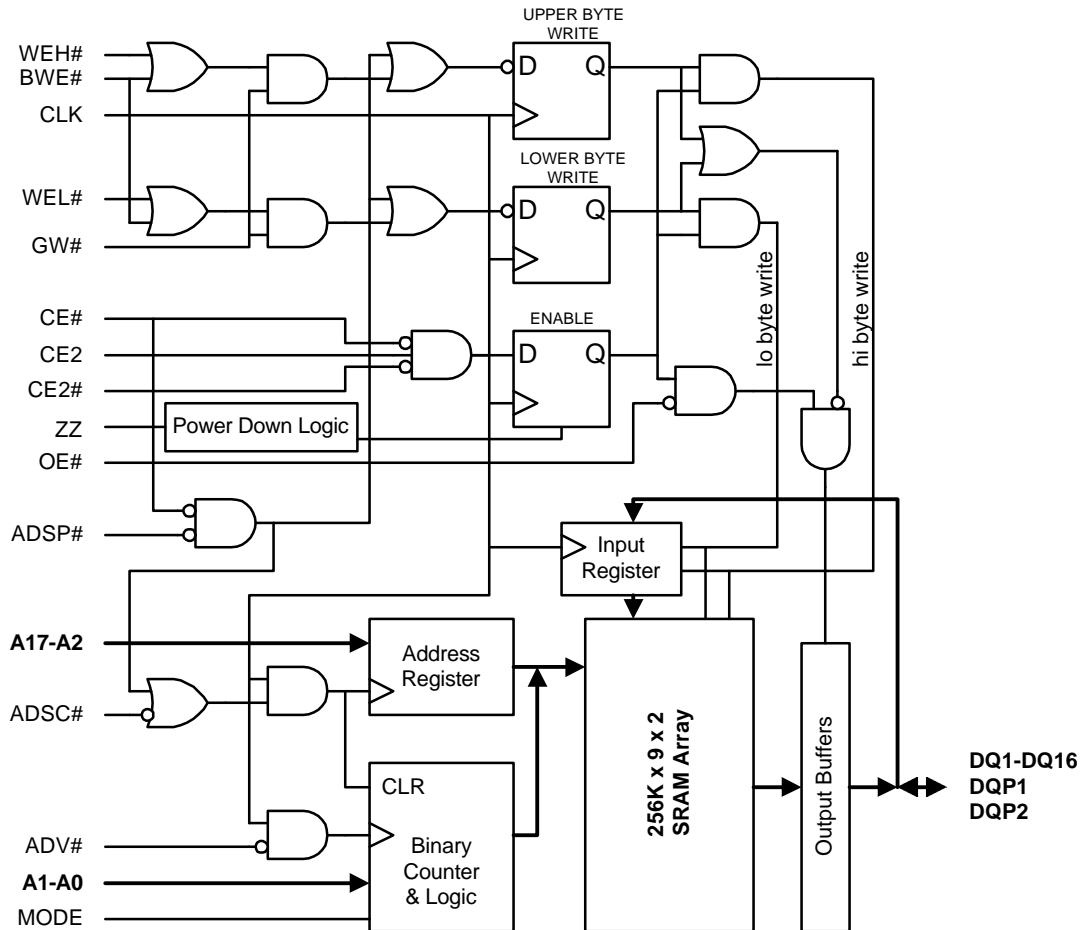 UPPER BYTE
WRITE
WEH#
BWE#
CLK
D
Q
LOWER BYTE
WRITE
WEL#
GW#
D
Q
CE#
CE2
CE2#
ENABLE
D
Q
ZZ
Power Down Logic
OE#
lo byte write
hi byte write
ADSP#
Input
Register
A17-A2
Address
Register
ADSC#
CLR
Binary
Counter
& Logic
ADV#
A1-A0
MODE
256K x 9 x 2
SRAM Array
Output Buffers
DQ1-DQ16
DQP1
DQP2